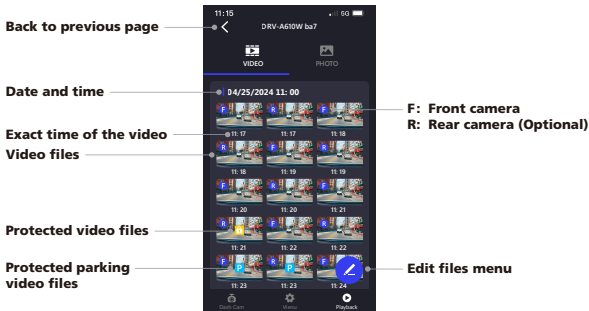 11:15
5G
Back to previous page
DRV-A610W ba7
VIDEO
PHOTO
Date and time
04/25/2024 11: 00
F
R
F
F: Front camera
R: Rear camera (Optional)
Exact time of the video
11: 17
11: 17
11: 18
Video files
R
F
R
11: 18
11: 19
11: 19
F
R
F
11: 20
11: 20
11: 21
Protected video files
R
F
R
11: 21
11: 22
11: 22
Protected parking
video files
F
P
R
P
F
Edit files menu
11: 23
11: 23
11: 24
Dash Cam
Menu
Playback